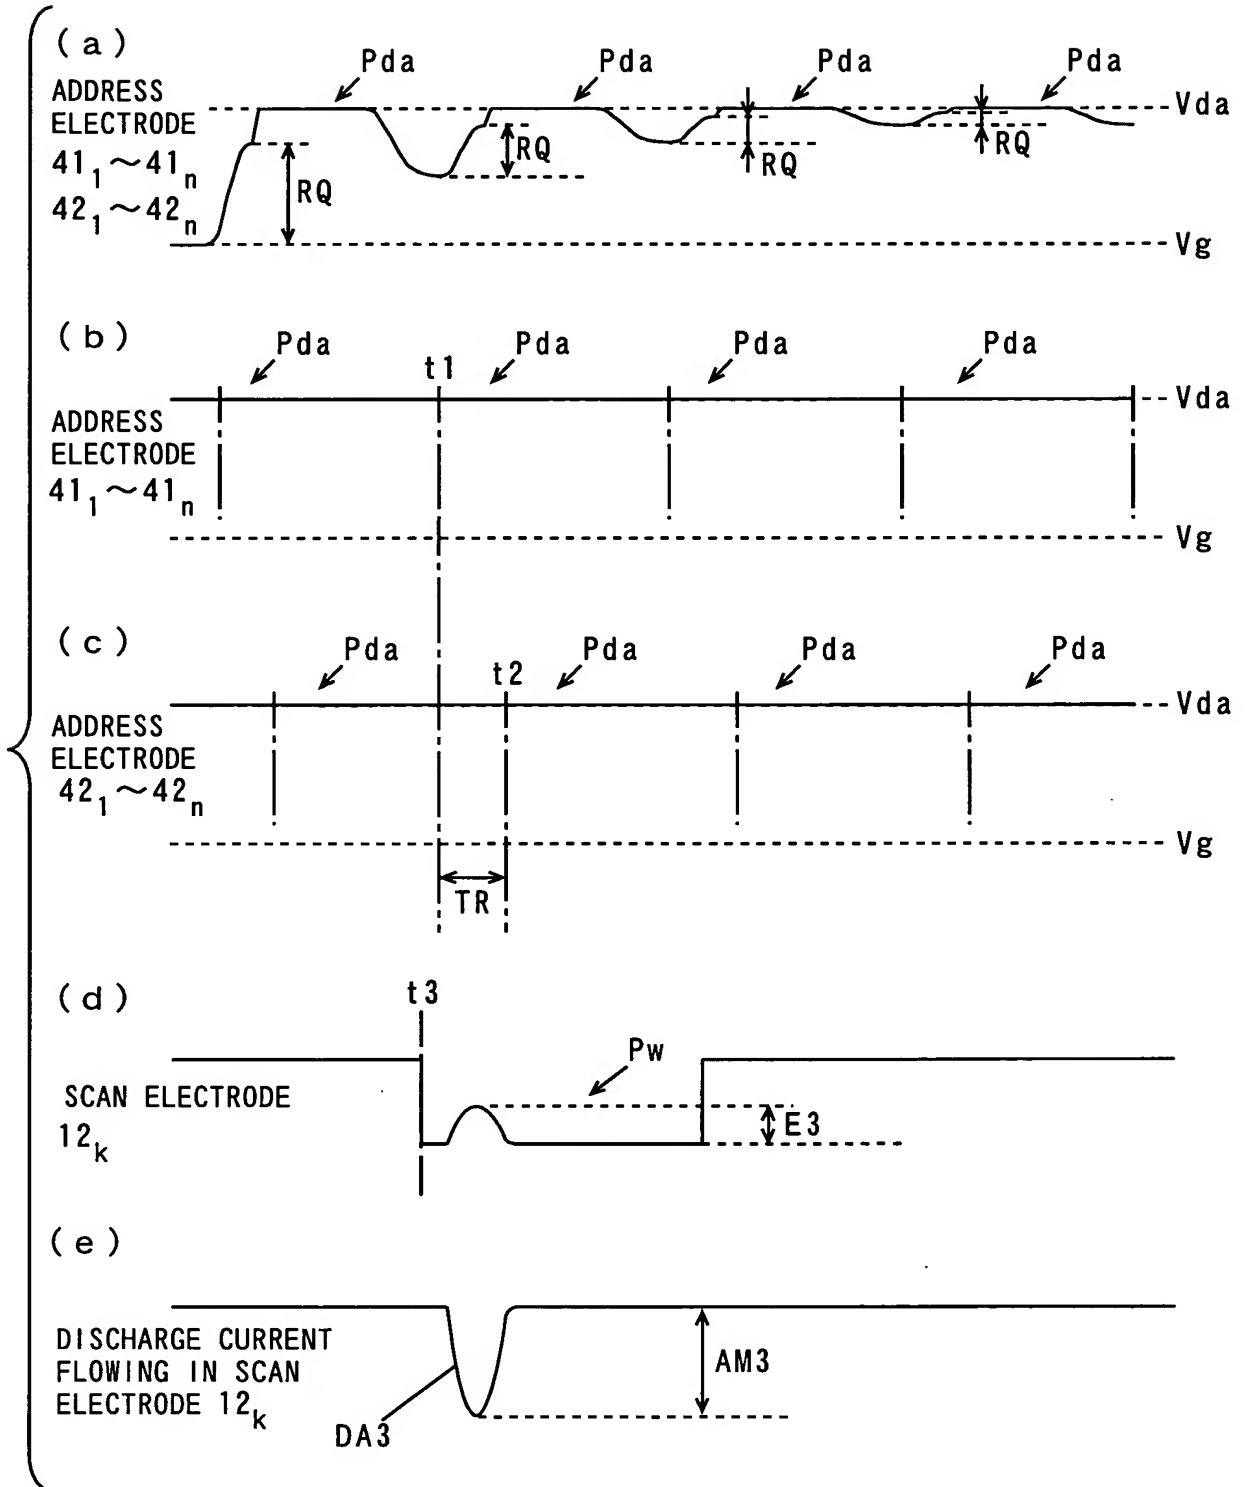 (a)
Pda Pda Pda Pda
ADDRESS
ELECTRODE
41₁～41ₙ
42₁～42ₙ
Vda
RQ RQ RQ RQ
Vg
(b)
Pda t1 Pda Pda Pda
Vda
ADDRESS
ELECTRODE
41₁～41ₙ
Vg
(c)
Pda t2 Pda Pda Pda
Vda
ADDRESS
ELECTRODE
42₁～42ₙ
Vg
TR
(d)
t3
Pw
SCAN ELECTRODE
12ₖ
E3
(e)
DISCHARGE CURRENT
FLOWING IN SCAN
ELECTRODE 12ₖ
AM3
DA3